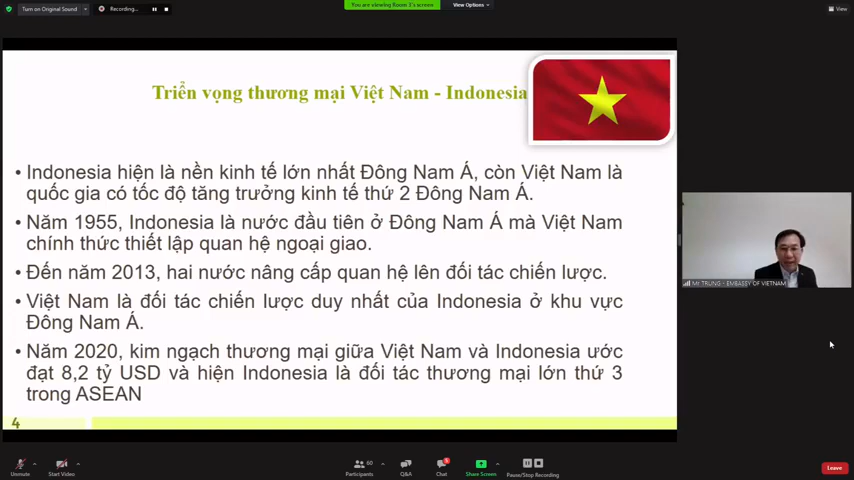 Turn on Original Sound
Recording...
You are viewing Room 3's screen
View Options
View
Triển vọng thương mại Việt Nam - Indonesia
• Indonesia hiện là nền kinh tế lớn nhất Đông Nam Á, còn Việt Nam là
quốc gia có tốc độ tăng trưởng kinh tế thứ 2 Đông Nam Á.
• Năm 1955, Indonesia là nước đầu tiên ở Đông Nam Á mà Việt Nam
chính thức thiết lập quan hệ ngoại giao.
• Đến năm 2013, hai nước nâng cấp quan hệ lên đối tác chiến lược.
• Việt Nam là đối tác chiến lược duy nhất của Indonesia ở khu vực
Đông Nam Á.
• Năm 2020, kim ngạch thương mại giữa Việt Nam và Indonesia ước
đạt 8,2 tỷ USD và hiện Indonesia là đối tác thương mại lớn thứ 3
trong ASEAN
4
Mr TRUNG - EMBASSY OF VIETNAM
Unmute
Start Video
Participants
60
Q&A
Chat
Share Screen
Pause/Stop Recording
Leave